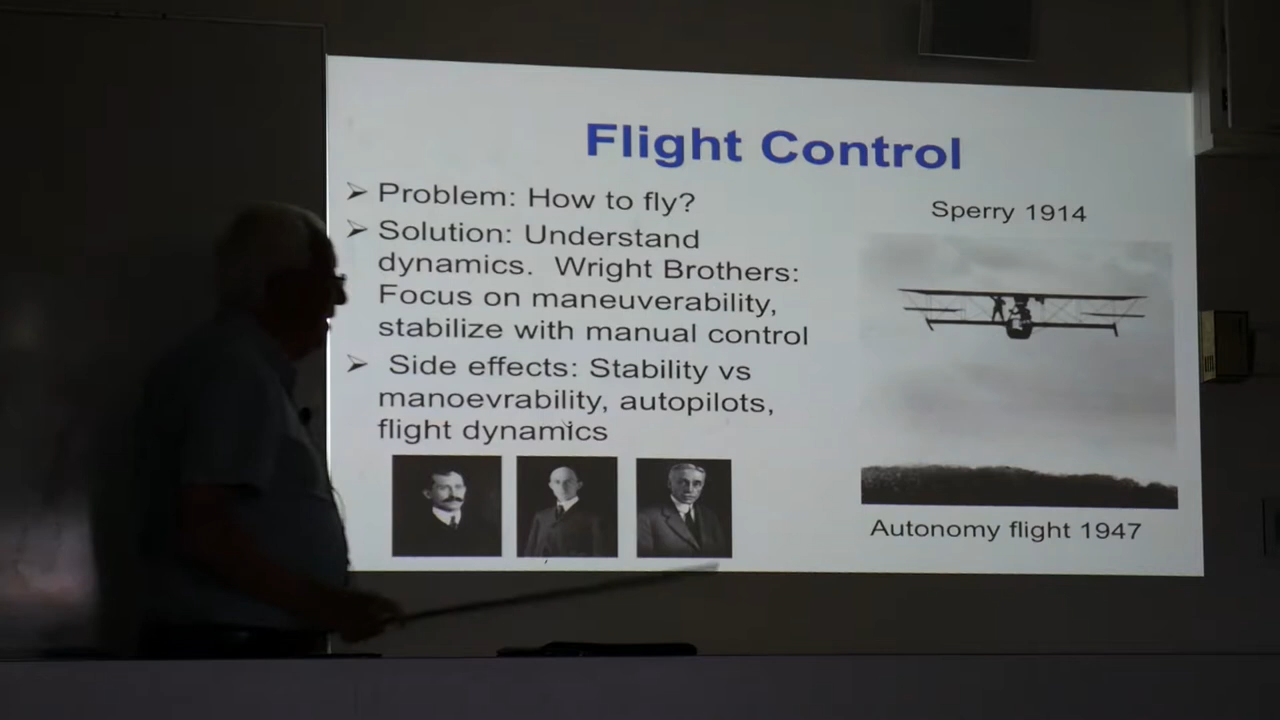 Flight Control
Problem: How to fly?
Solution: Understand
dynamics. Wright Brothers:
Focus on maneuverability,
stabilize with manual control
Side effects: Stability vs
manoevrability, autopilots,
flight dynamics
Sperry 1914
Autonomy flight 1947